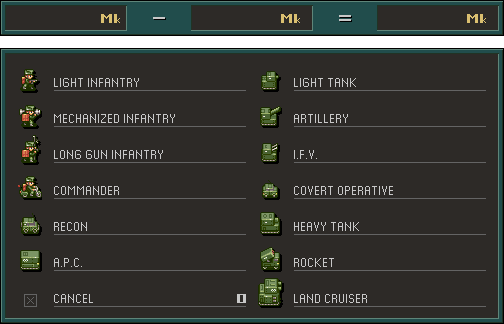 Mk – Mk = Mk
LIGHT INFANTRY
MECHANIZED INFANTRY
LONG GUN INFANTRY
COMMANDER
RECON
A.P.C.
CANCEL 0
LIGHT TANK
ARTILLERY
I.F.V.
COVERT OPERATIVE
HEAVY TANK
ROCKET
LAND CRUISER